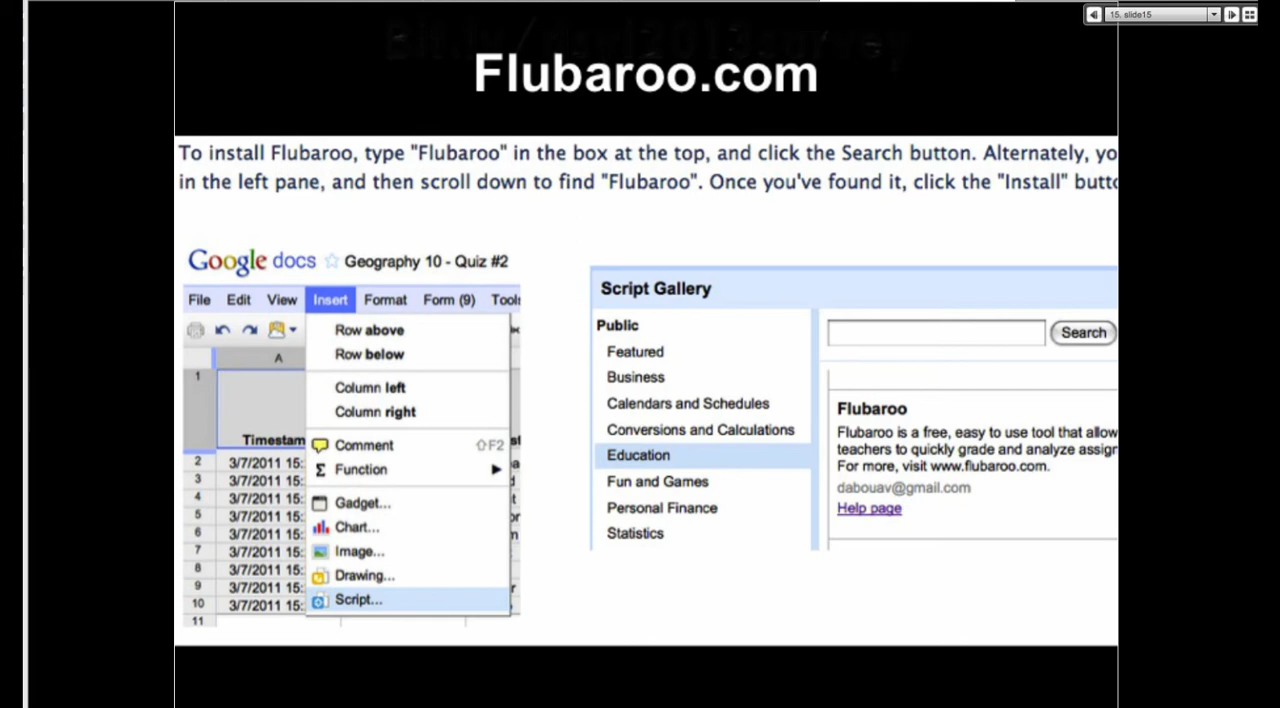 15. slide15
Flubaroo.com
To install Flubaroo, type "Flubaroo" in the box at the top, and click the Search button. Alternately, yo
in the left pane, and then scroll down to find "Flubaroo". Once you've found it, click the "Install" butto
Google docs Geography 10 - Quiz #2
File Edit View Insert Format Form (9) Tools
Row above
Row below
Column left
Column right
Comment ⇧F2
Function
Gadget...
Chart...
Image...
Drawing...
Script...
A
1
Timestam
2 3/7/2011 15:
3 3/7/2011 15:
4 3/7/2011 15:
5 3/7/2011 15:
6 3/7/2011 15:
7 3/7/2011 15:
8 3/7/2011 15:
9 3/7/2011 15:
10 3/7/2011 15:
11
Script Gallery
Public
Featured
Business
Calendars and Schedules
Conversions and Calculations
Education
Fun and Games
Personal Finance
Statistics
Search
Flubaroo
Flubaroo is a free, easy to use tool that allow
teachers to quickly grade and analyze assign
For more, visit www.flubaroo.com.
dabouav@gmail.com
Help page